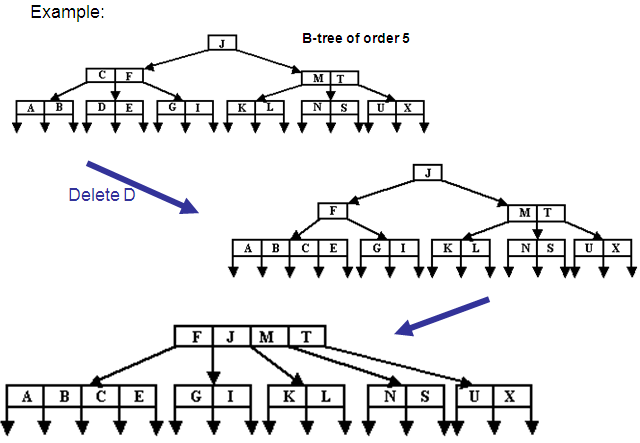 Example:
B-tree of order 5
J
C F
M T
A B D E G I K L N S U X
Delete D
J
F
M T
A B C E G I K L N S U X
F J M T
A B C E G I K L N S U X